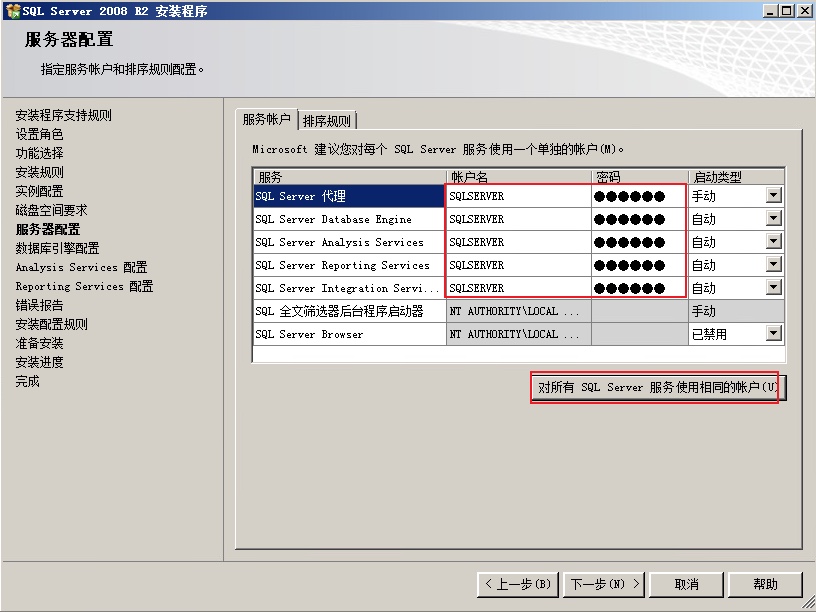 SQL Server 2008 R2 安装程序
服务器配置
指定服务帐户和排序规则配置。
安装程序支持规则
设置角色
功能选择
安装规则
实例配置
磁盘空间要求
服务器配置
数据库引擎配置
Analysis Services 配置
Reporting Services 配置
错误报告
安装配置规则
准备安装
安装进度
完成
服务帐户 排序规则
Microsoft 建议您对每个 SQL Server 服务使用一个单独的帐户(M)。
服务 帐户名 密码 启动类型
SQL Server 代理 SQLSERVER ●●●●●● 手动
SQL Server Database Engine SQLSERVER ●●●●●● 自动
SQL Server Analysis Services SQLSERVER ●●●●●● 自动
SQL Server Reporting Services SQLSERVER ●●●●●● 自动
SQL Server Integration Servi... SQLSERVER ●●●●●● 自动
SQL 全文筛选器后台程序启动器 NT AUTHORITY\LOCAL ... 手动
SQL Server Browser NT AUTHORITY\LOCAL ... 已禁用
对所有 SQL Server 服务使用相同的帐户(U)
< 上一步(B) 下一步(N) > 取消 帮助